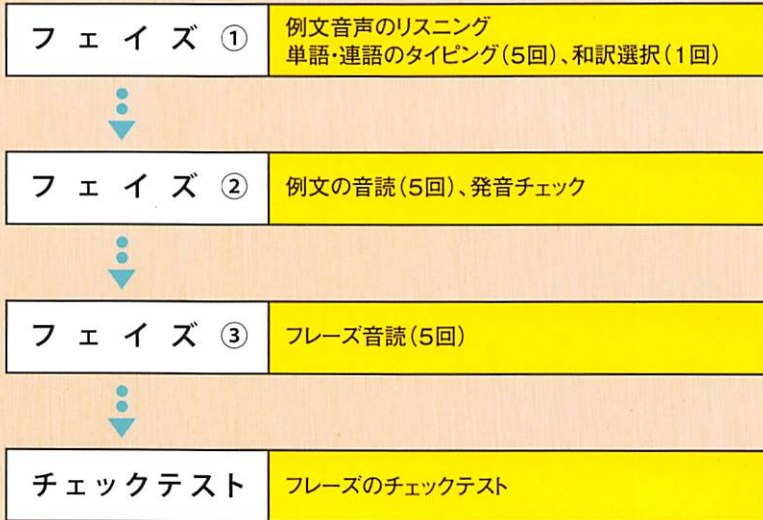 フェイズ①
例文音声のリスニング
単語・連語のタイピング(5回)、和訳選択(1回)
フェイズ②
例文の音読(5回)、発音チェック
フェイズ③
フレーズ音読(5回)
チェックテスト
フレーズのチェックテスト